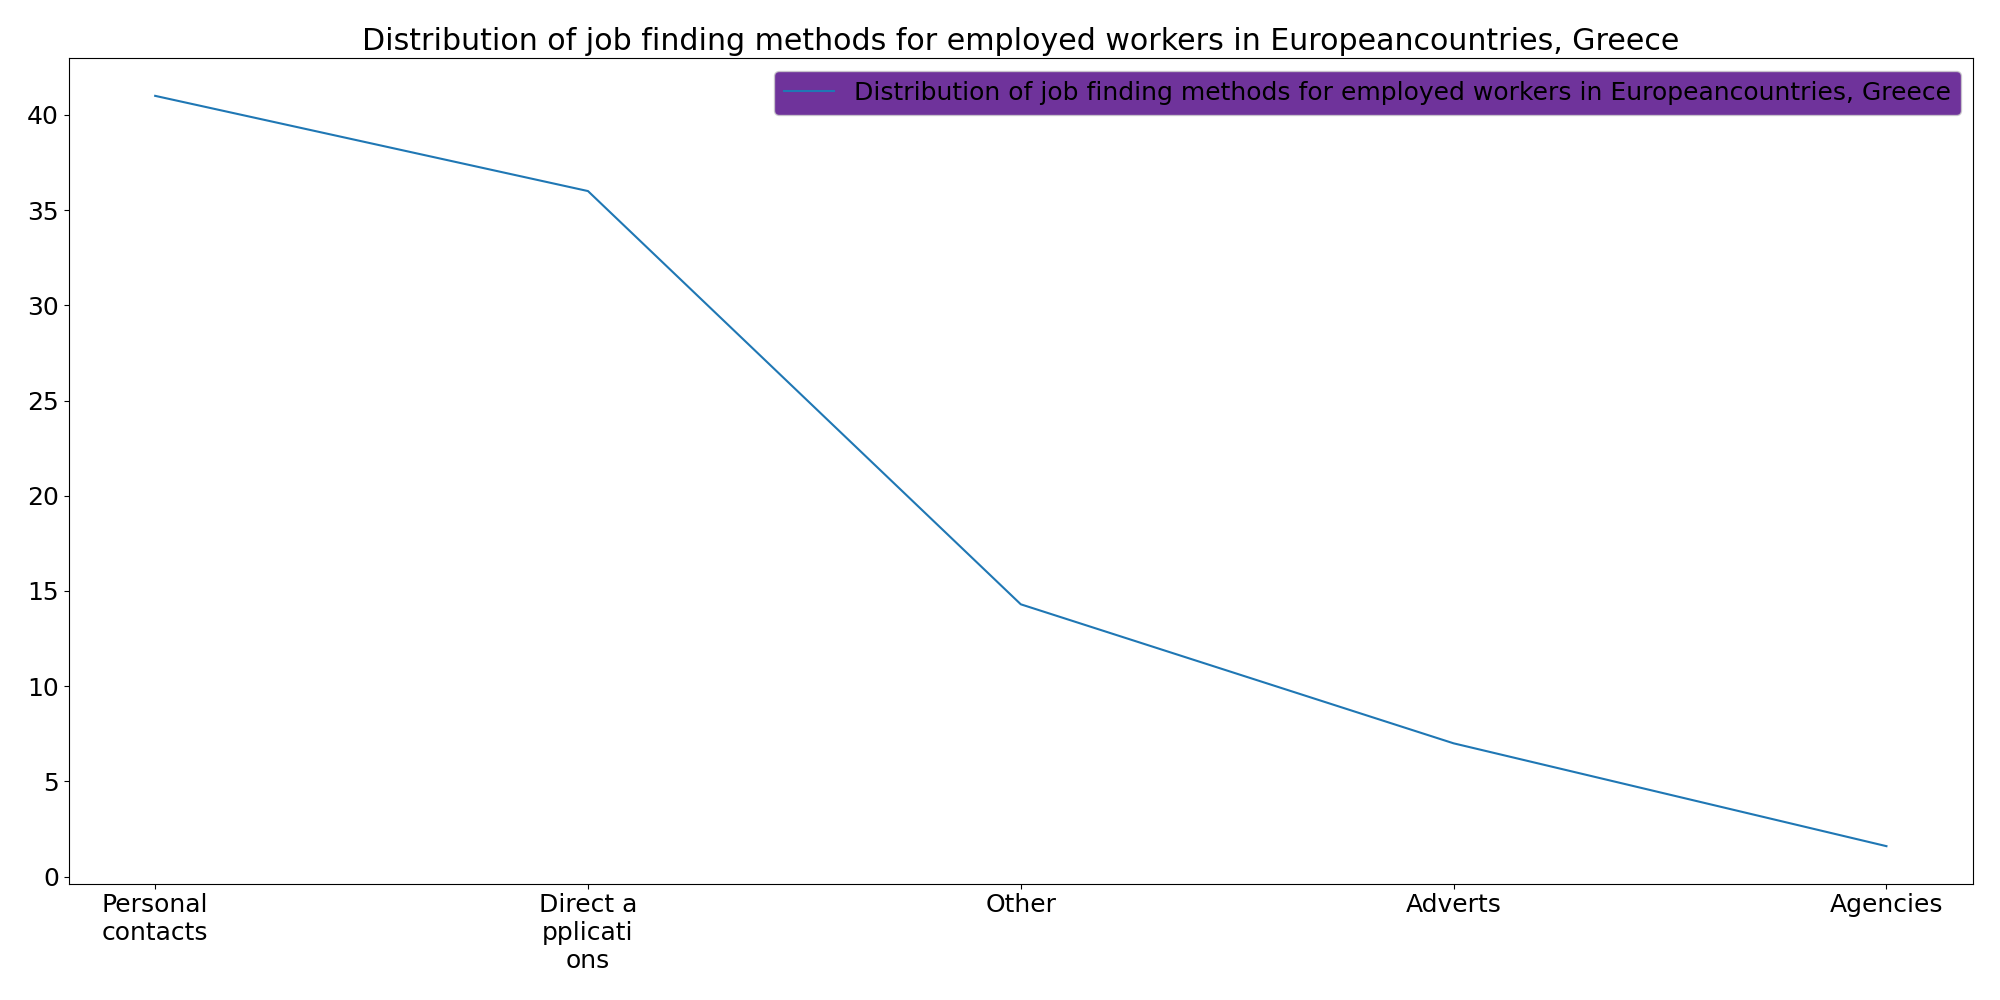 Distribution of job finding methods for employed workers in Europeancountries, Greece
Distribution of job finding methods for employed workers in Europeancountries, Greece
40
35
30
25
20
15
10
5
0
Personal
contacts
Direct a
pplicati
ons
Other
Adverts
Agencies